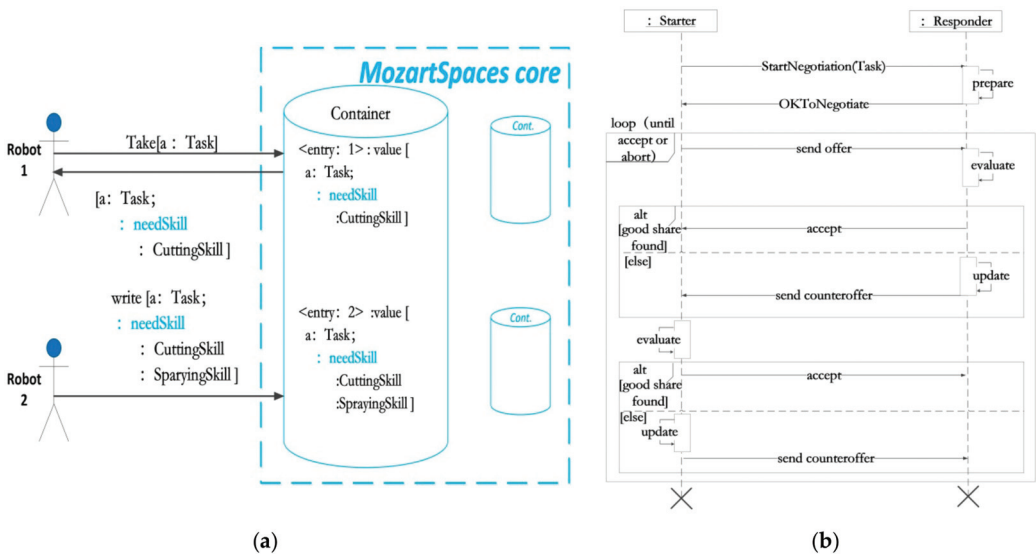 MozartSpaces core
Container
Cont.
<entry: 1> : value [
a: Task;
: needSkill
:CuttingSkill ]
Robot
1
Take[a : Task]
[a: Task;
: needSkill
: CuttingSkill ]
write [a: Task;
: needSkill
: CuttingSkill
: SparyingSkill ]
Robot
2
<entry: 2> :value [
a: Task;
: needSkill
:CuttingSkill
:SprayingSkill ]
Cont.
(a)
: Starter
: Responder
StartNegotiation(Task)
prepare
OKToNegotiate
loop (until
accept or
abort)
send offer
evaluate
alt
[good share
found]
accept
[else]
update
send counteroffer
evaluate
alt
[good share
found]
accept
[else]
update
send counteroffer
(b)